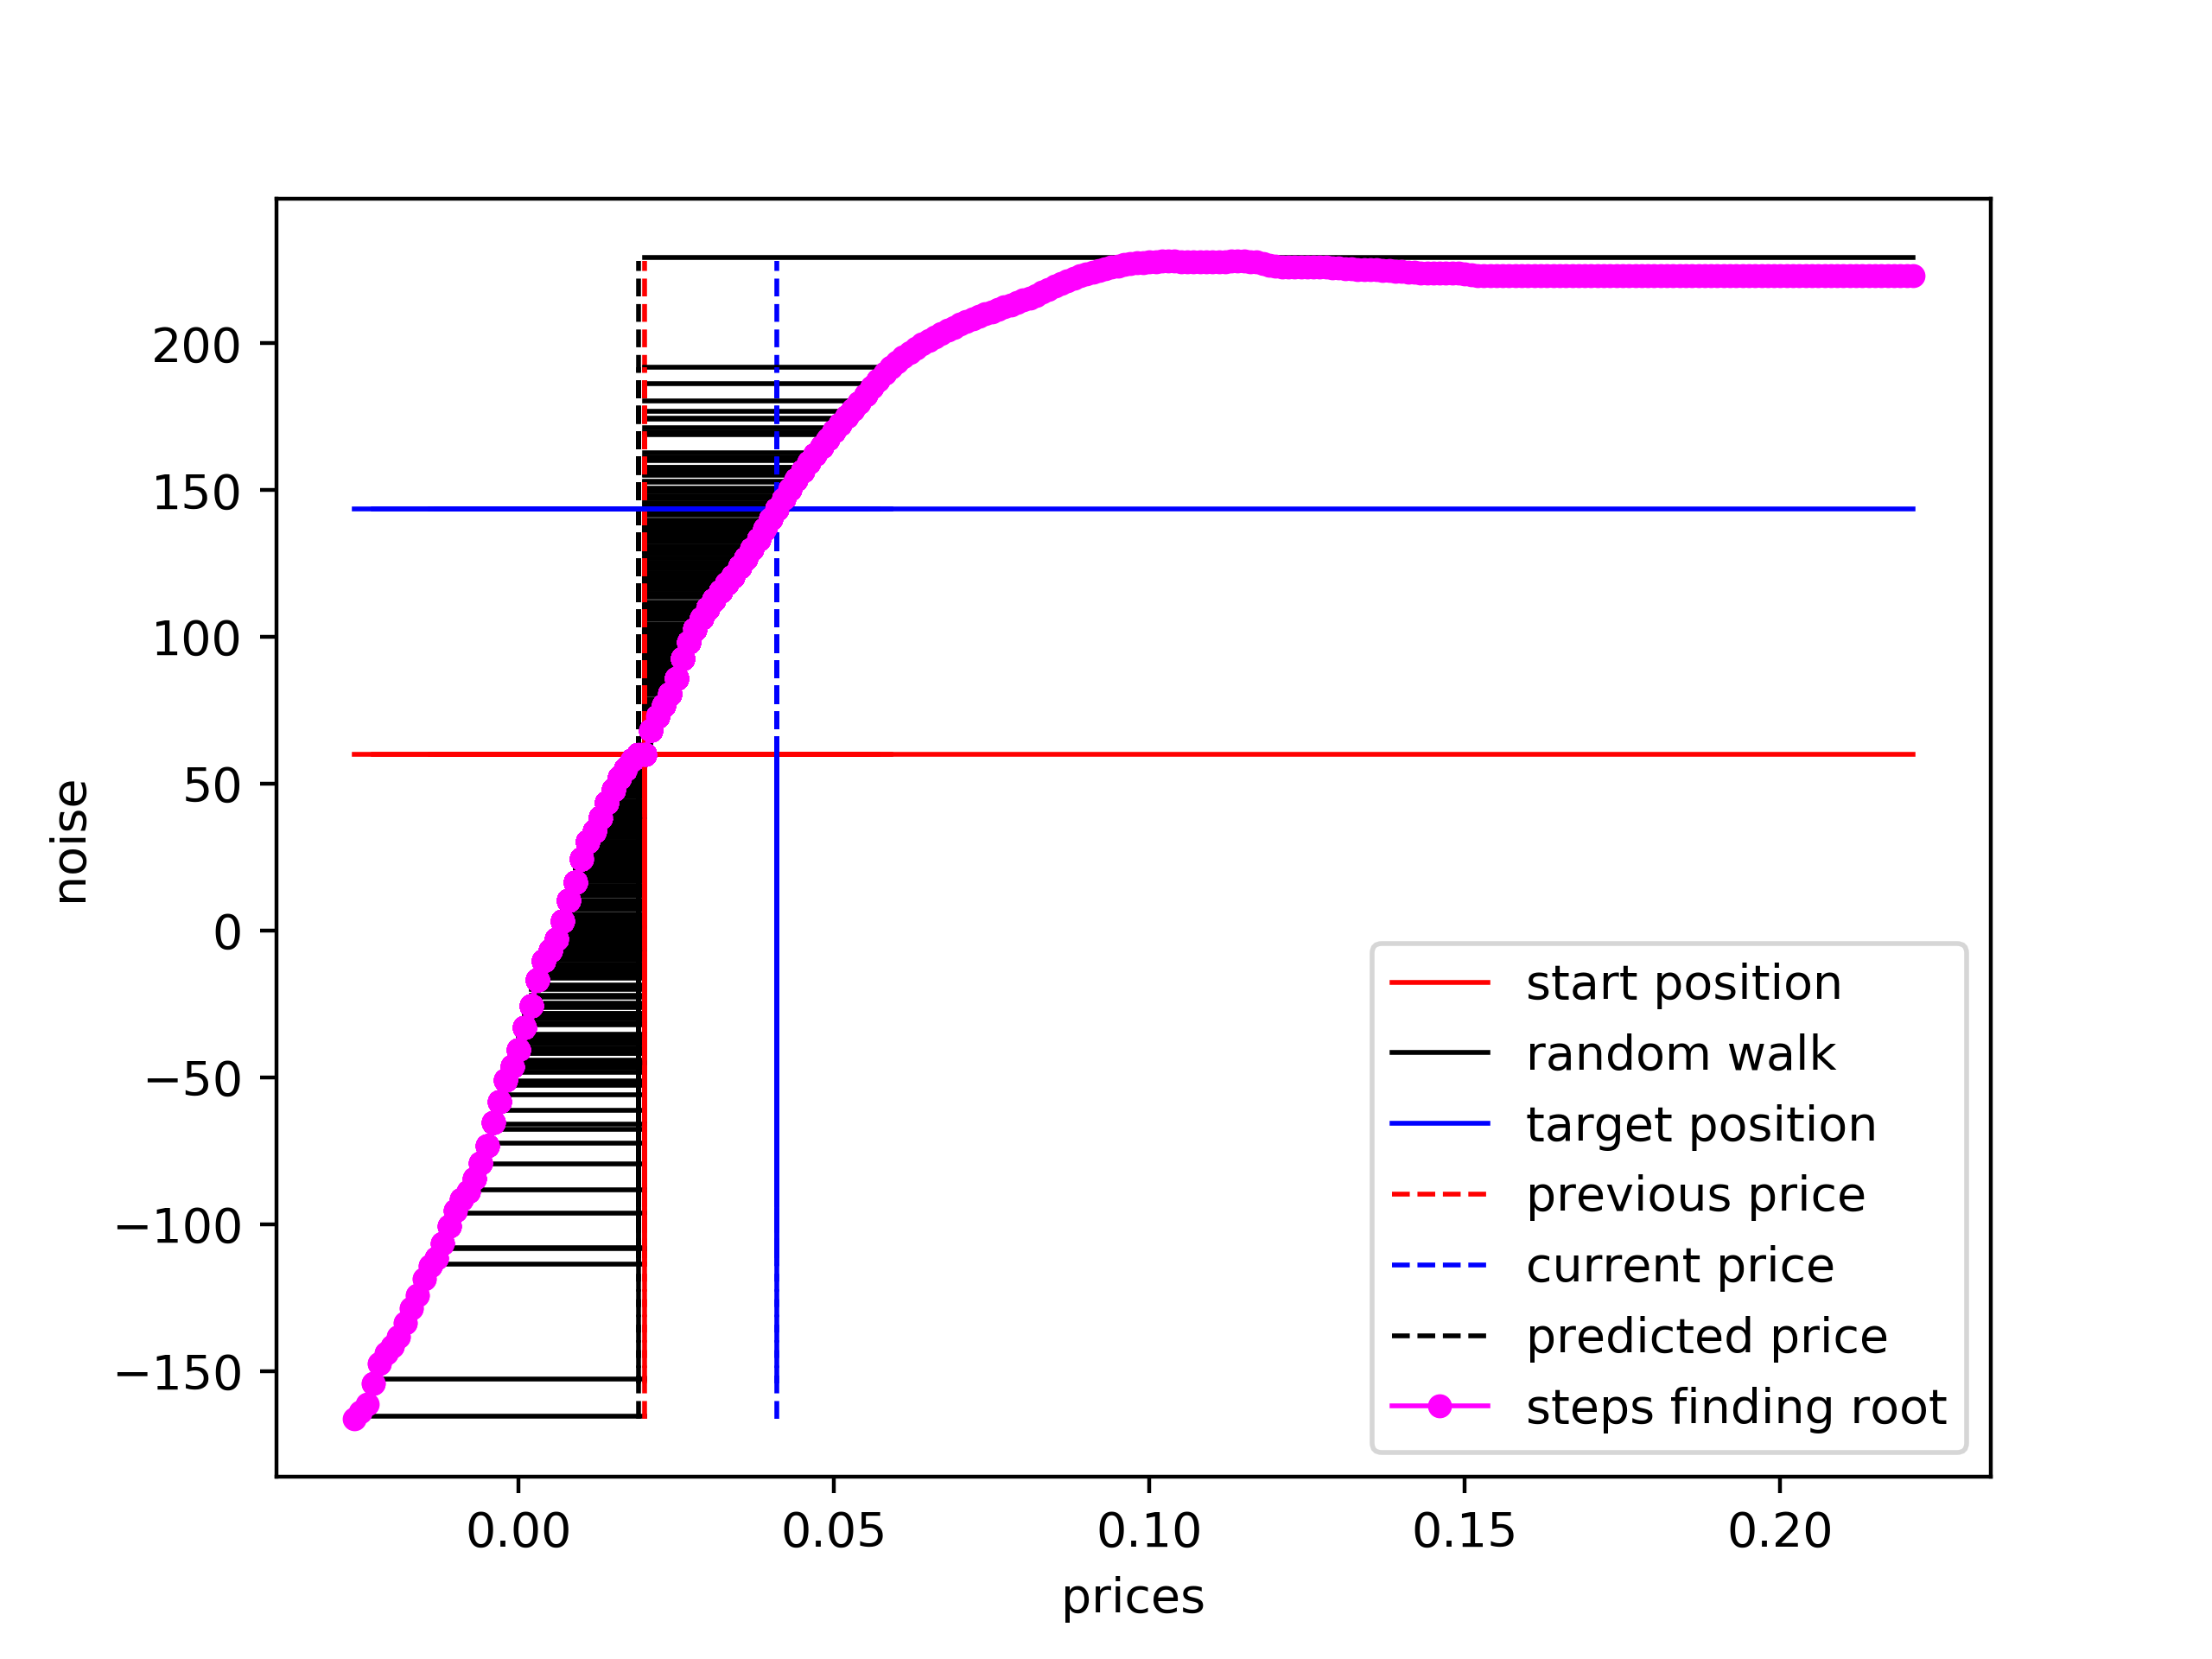 200
150
100
50
0
−50
−100
−150
noise
0.00
0.05
0.10
0.15
0.20
prices
start position
random walk
target position
previous price
current price
predicted price
steps finding root